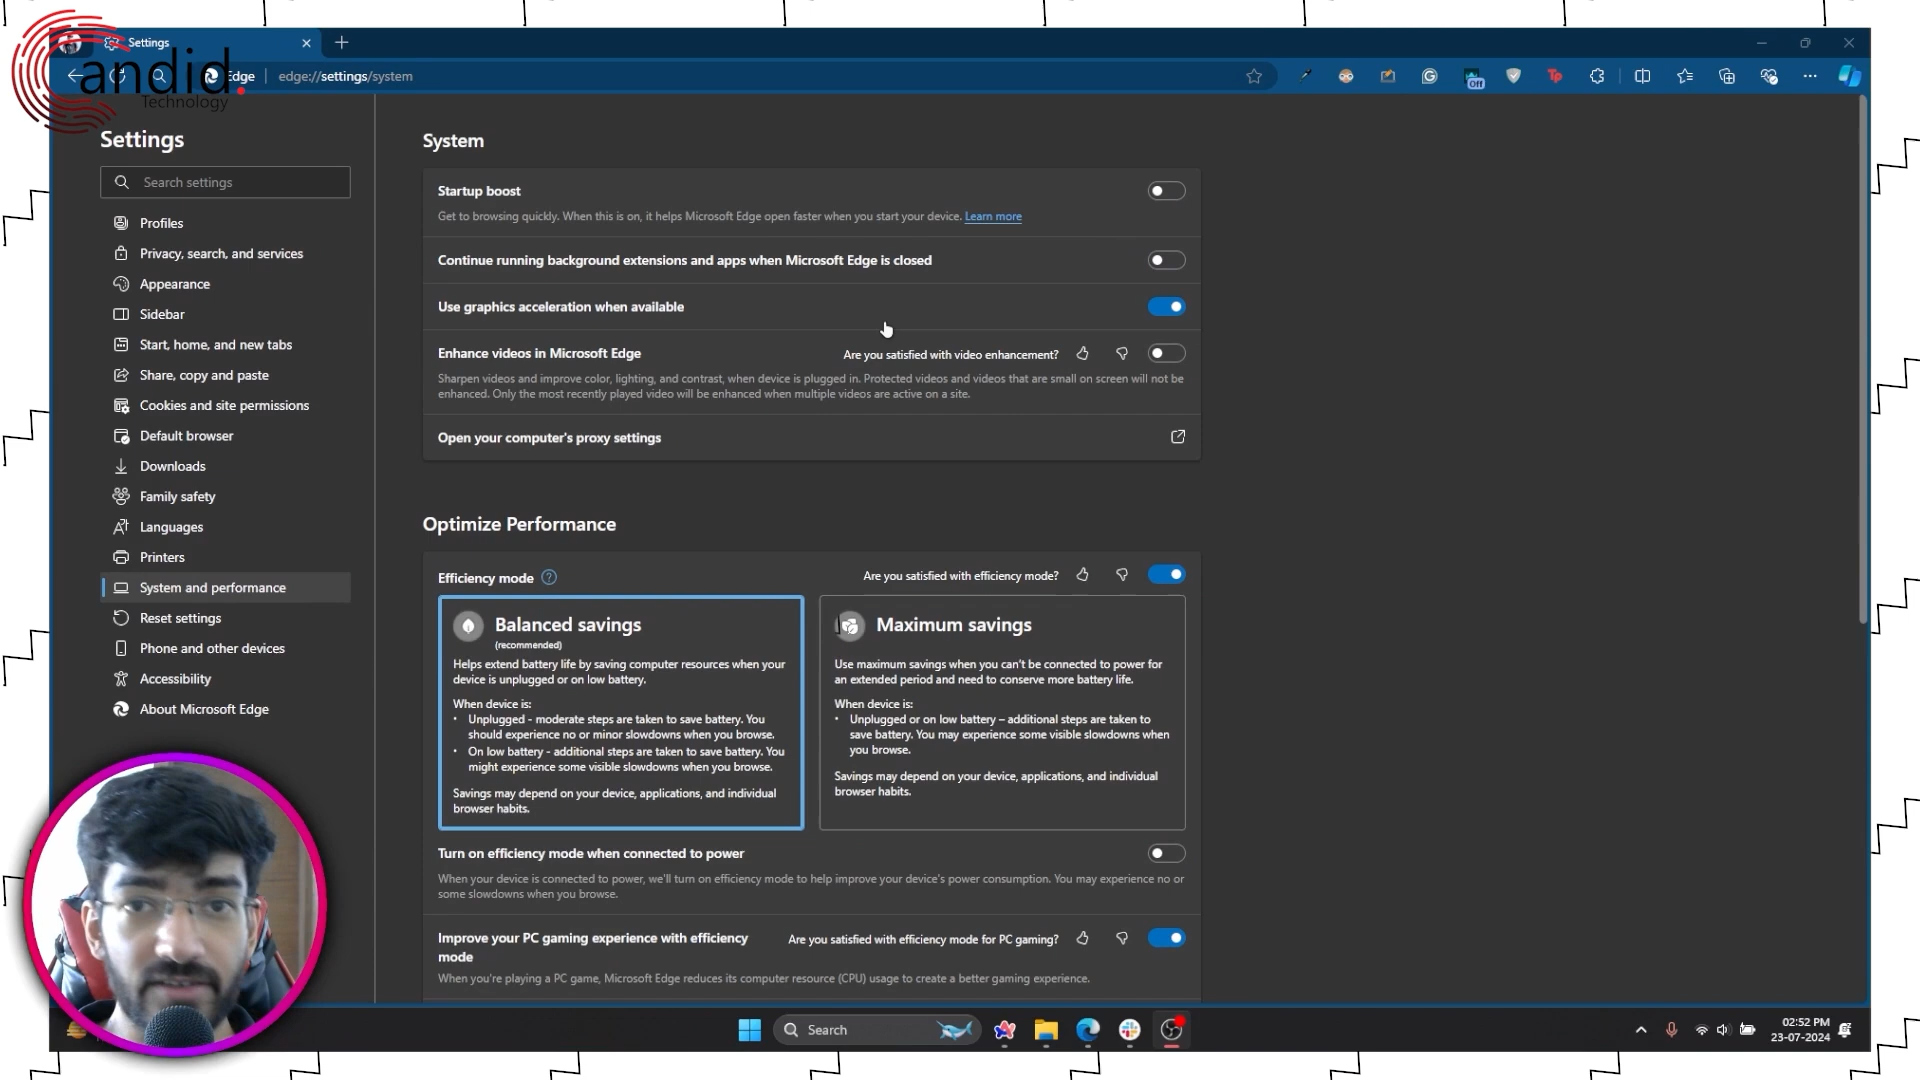 Settings
andid.
Technology
Edge
edge://settings/system
Off
Tp
Settings
Search settings
Profiles
Privacy, search, and services
Appearance
Sidebar
Start, home, and new tabs
Share, copy and paste
Cookies and site permissions
Default browser
Downloads
Family safety
Languages
Printers
System and performance
Reset settings
Phone and other devices
Accessibility
About Microsoft Edge
System
Startup boost
Get to browsing quickly. When this is on, it helps Microsoft Edge open faster when you start your device. Learn more
Continue running background extensions and apps when Microsoft Edge is closed
Use graphics acceleration when available
Enhance videos in Microsoft Edge
Are you satisfied with video enhancement?
Sharpen videos and improve color, lighting, and contrast, when device is plugged in. Protected videos and videos that are small on screen will not be
enhanced. Only the most recently played video will be enhanced when multiple videos are active on a site.
Open your computer's proxy settings
Optimize Performance
Efficiency mode
Are you satisfied with efficiency mode?
Balanced savings
(recommended)
Helps extend battery life by saving computer resources when your
device is unplugged or on low battery.
When device is:
• Unplugged - moderate steps are taken to save battery. You
should experience no or minor slowdowns when you browse.
• On low battery - additional steps are taken to save battery. You
might experience some visible slowdowns when you browse.
Savings may depend on your device, applications, and individual
browser habits.
Maximum savings
Use maximum savings when you can't be connected to power for
an extended period and need to conserve more battery life.
When device is:
• Unplugged or on low battery – additional steps are taken to
save battery. You may experience some visible slowdowns when
you browse.
Savings may depend on your device, applications, and individual
browser habits.
Turn on efficiency mode when connected to power
When your device is connected to power, we'll turn on efficiency mode to help improve your device's power consumption. You may experience no or
some slowdowns when you browse.
Improve your PC gaming experience with efficiency
mode
Are you satisfied with efficiency mode for PC gaming?
When you're playing a PC game, Microsoft Edge reduces its computer resource (CPU) usage to create a better gaming experience.
Search
02:52 PM
23-07-2024